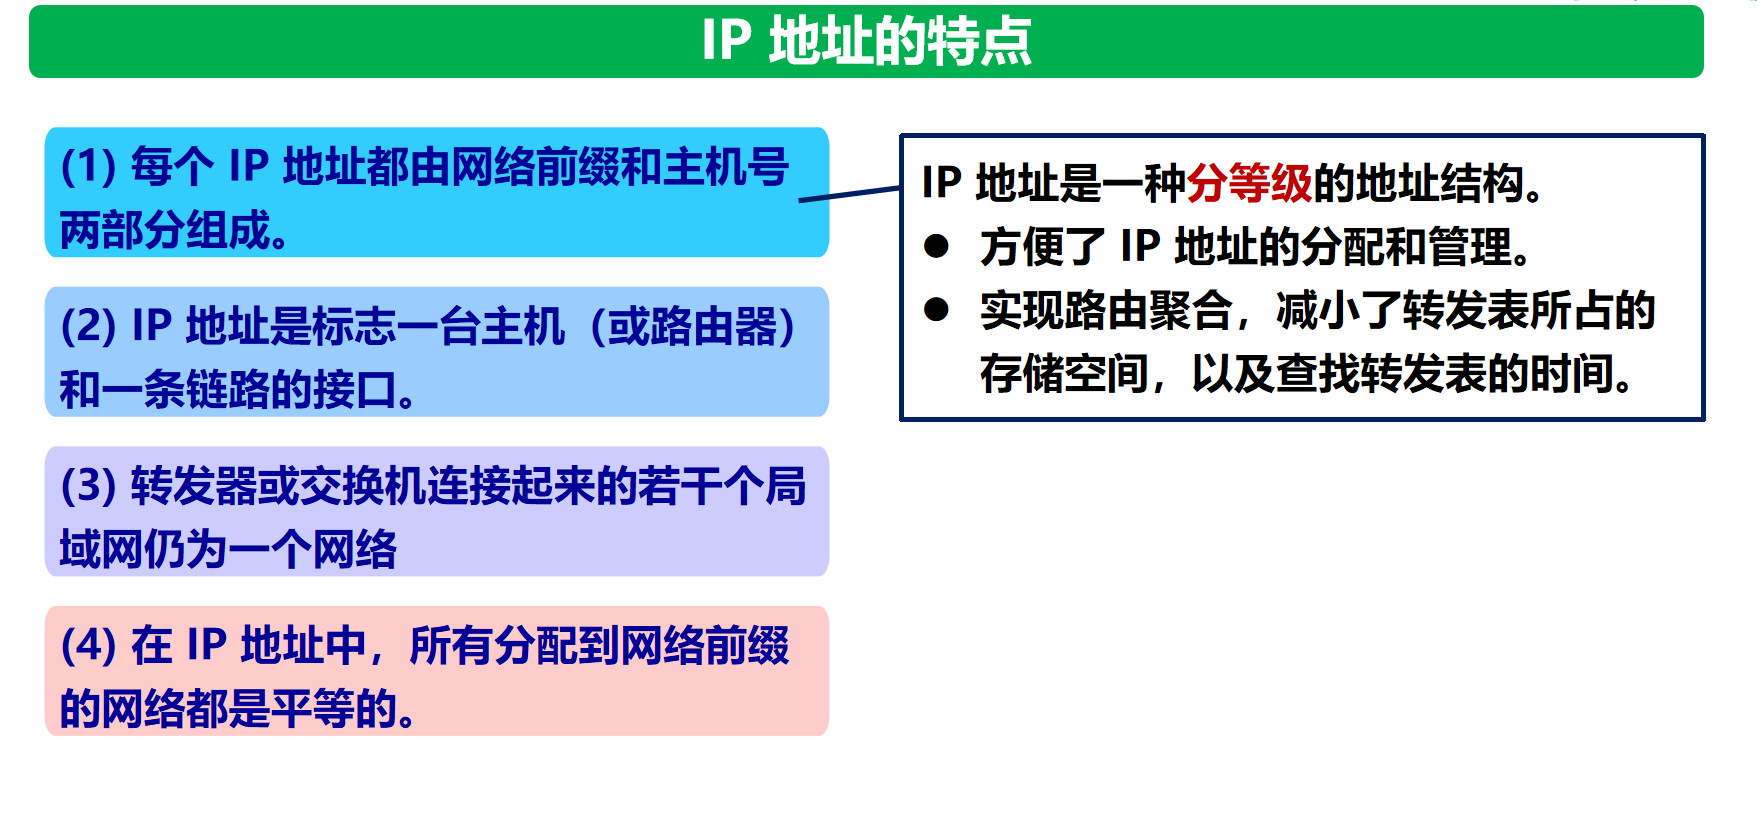 IP 地址的特点
(1) 每个 IP 地址都由网络前缀和主机号
两部分组成。
(2) IP 地址是标志一台主机（或路由器）
和一条链路的接口。
(3) 转发器或交换机连接起来的若干个局
域网仍为一个网络
(4) 在 IP 地址中，所有分配到网络前缀
的网络都是平等的。
IP 地址是一种分等级的地址结构。
● 方便了 IP 地址的分配和管理。
● 实现路由聚合，减小了转发表所占的
存储空间，以及查找转发表的时间。